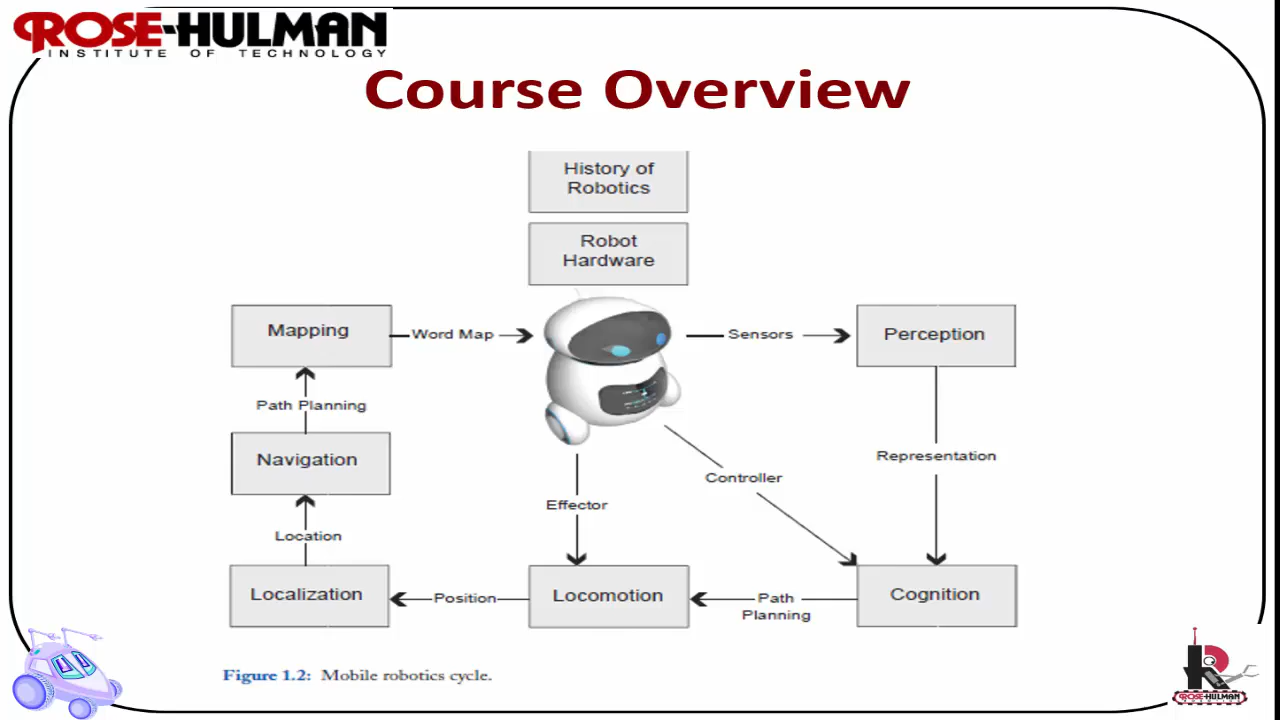 ROSE-HULMAN
INSTITUTE OF TECHNOLOGY
Course Overview
History of
Robotics
Robot
Hardware
Mapping
Word Map
Sensors
Perception
Path Planning
Navigation
Representation
Controller
Effector
Location
Localization
Position
Locomotion
Path
Planning
Cognition
Figure 1.2: Mobile robotics cycle.
ROSE-HULMAN